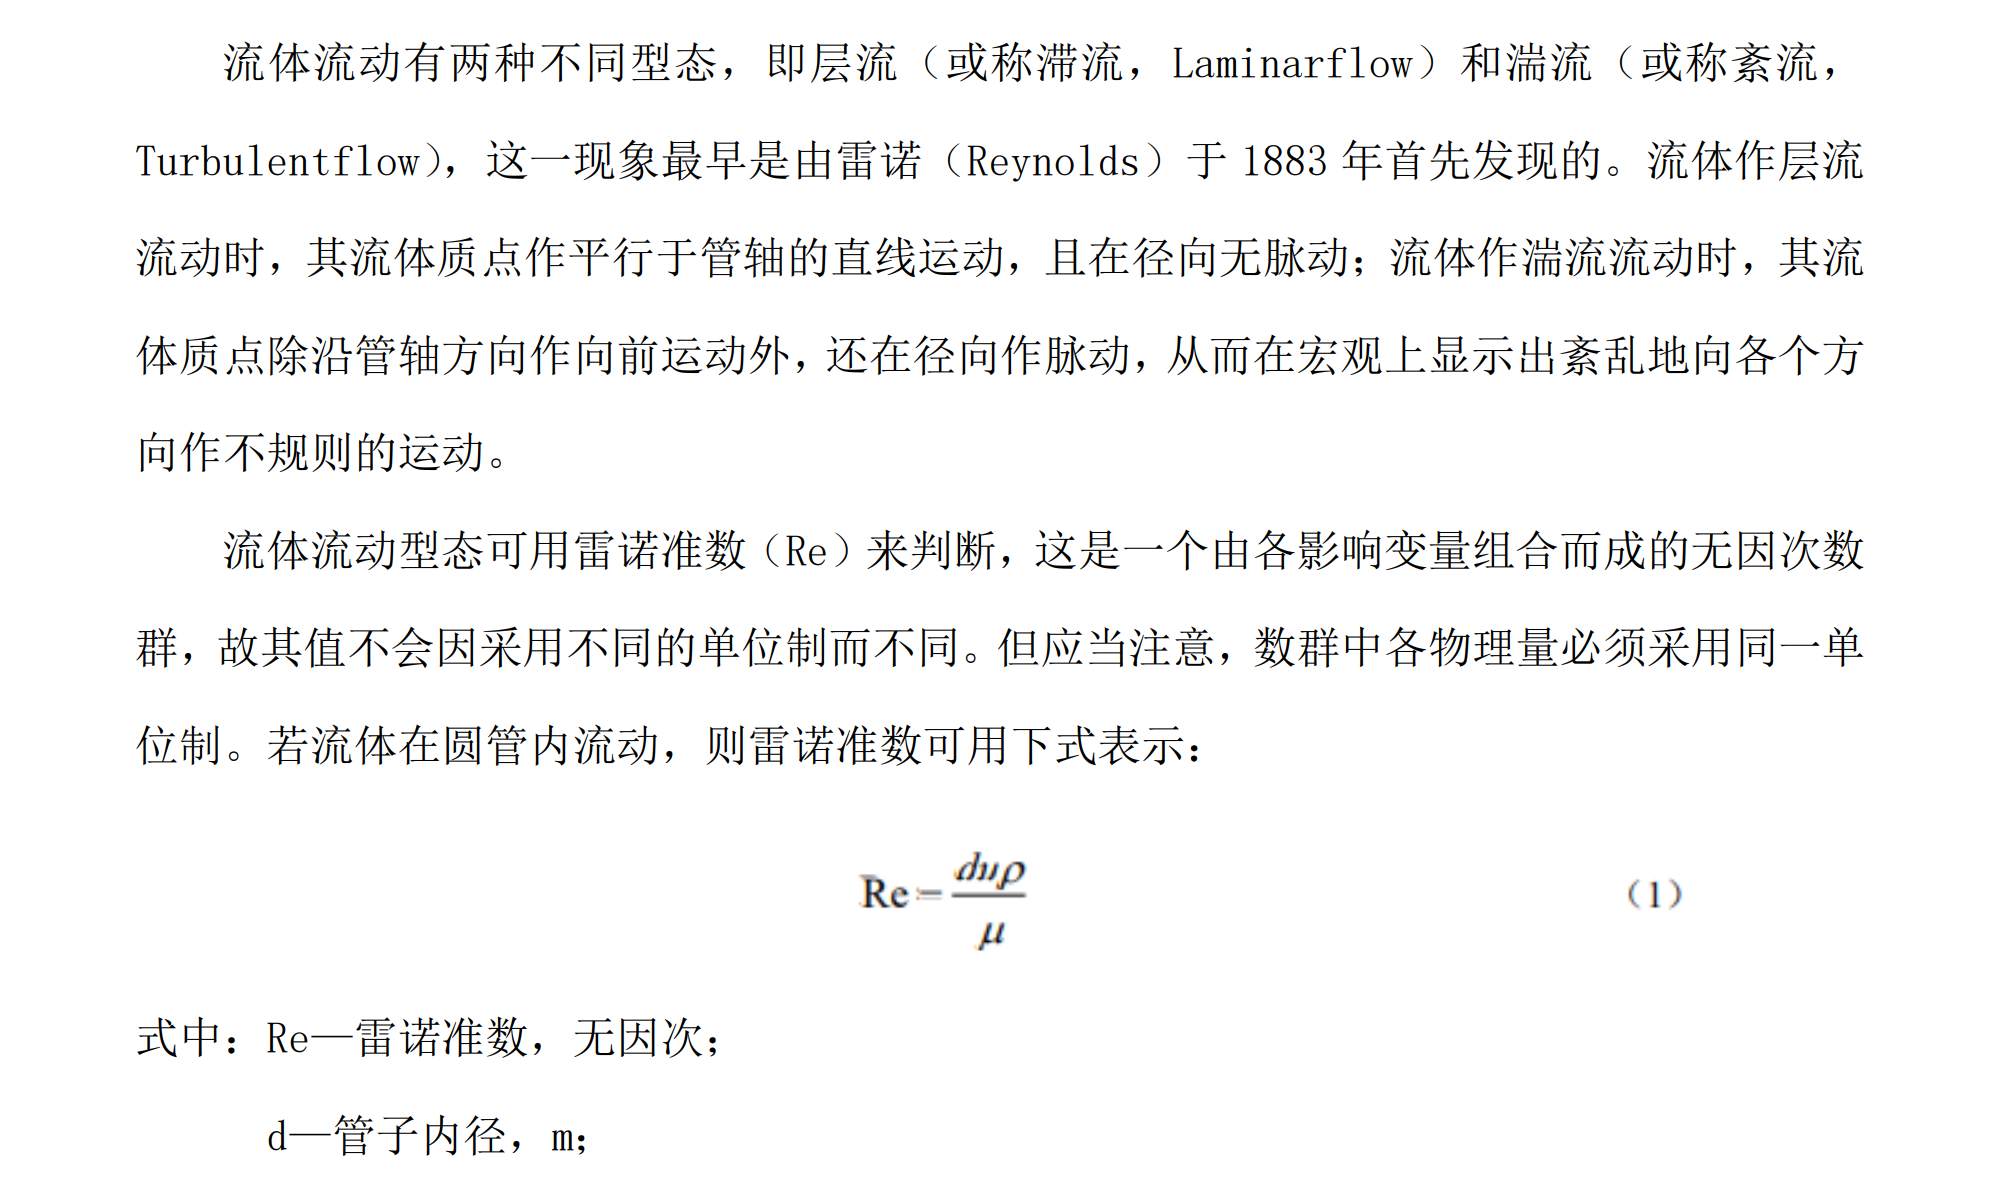 流体流动有两种不同型态，即层流（或称滞流，Laminarflow）和湍流（或称紊流，
Turbulentflow），这一现象最早是由雷诺（Reynolds）于 1883 年首先发现的。流体作层流
流动时，其流体质点作平行于管轴的直线运动，且在径向无脉动；流体作湍流流动时，其流
体质点除沿管轴方向作向前运动外，还在径向作脉动，从而在宏观上显示出紊乱地向各个方
向作不规则的运动。
流体流动型态可用雷诺准数（Re）来判断，这是一个由各影响变量组合而成的无因次数
群，故其值不会因采用不同的单位制而不同。但应当注意，数群中各物理量必须采用同一单
位制。若流体在圆管内流动，则雷诺准数可用下式表示：
Re = duρ / μ （1）
式中：Re—雷诺准数，无因次；
d—管子内径，m；